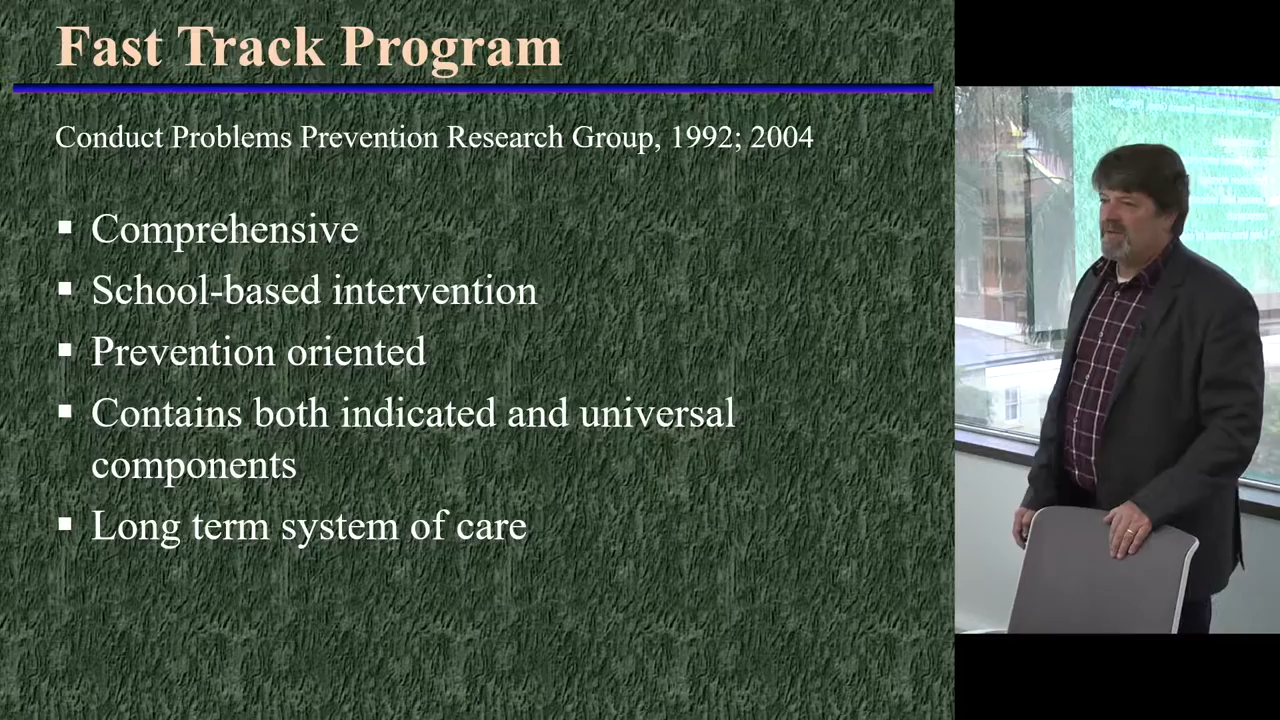 Fast Track Program
Conduct Problems Prevention Research Group, 1992; 2004
▪ Comprehensive
▪ School-based intervention
▪ Prevention oriented
▪ Contains both indicated and universal
components
▪ Long term system of care